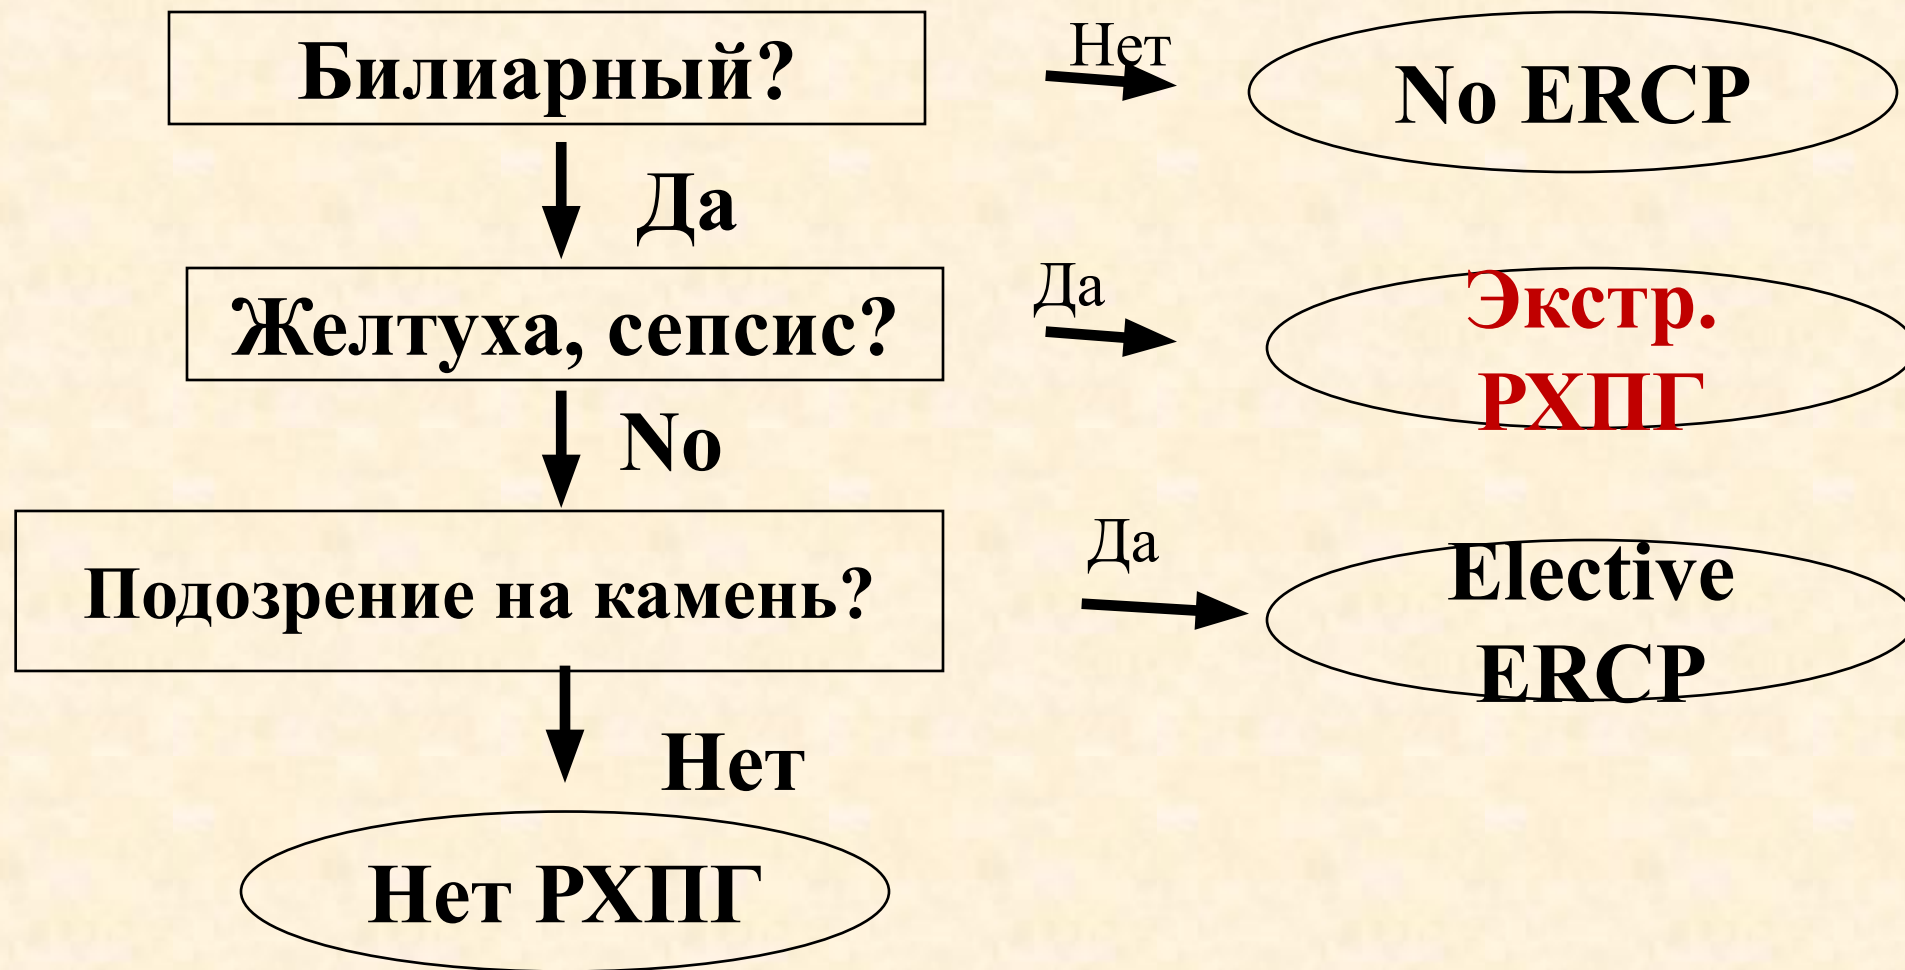 Билиарный?
Нет
No ERCP
Да
Желтуха, сепсис?
Да
Экстр.
РХПГ
No
Подозрение на камень?
Да
Elective
ERCP
Нет
Нет РХПГ